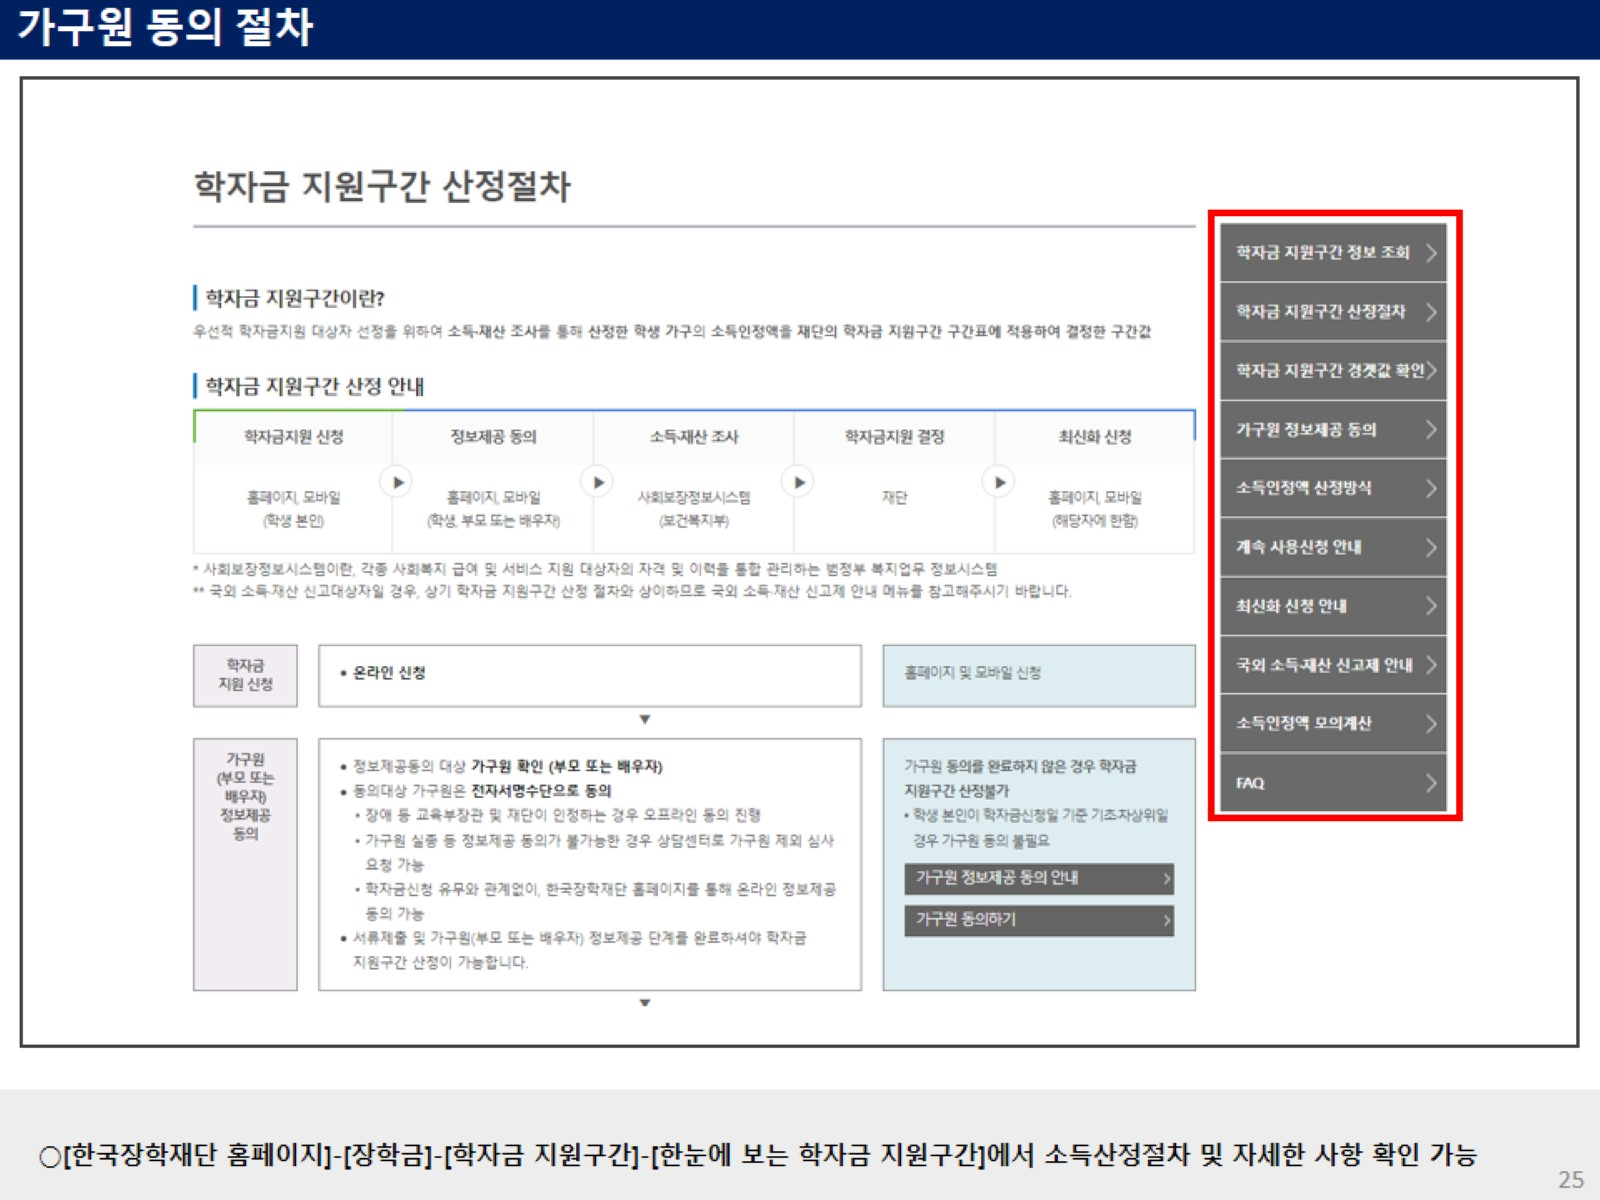 가구원 동의 절차
학자금 지원구간 산정절차
학자금 지원구간이란?
우선적 학자금지원 대상자 선정을 위하여 소득·재산 조사를 통해 산정한 학생 가구의 소득인정액을 재단의 학자금 지원구간 구간표에 적용하여 결정한 구간값
학자금 지원구간 산정 안내
학자금지원 신청
홈페이지, 모바일
(학생 본인)
정보제공 동의
홈페이지, 모바일
(학생, 부모 또는 배우자)
소득·재산 조사
사회보장정보시스템
(보건복지부)
학자금지원 결정
재단
최신화 신청
홈페이지, 모바일
(해당자에 한함)
* 사회보장정보시스템이란, 각종 사회복지 급여 및 서비스 지원 대상자의 자격 및 이력을 통합 관리하는 범정부 복지업무 정보시스템
** 국외 소득·재산 신고대상자일 경우, 상기 학자금 지원구간 산정 절차와 상이하므로 국외 소득·재산 신고제 안내 메뉴를 참고해주시기 바랍니다.
학자금
지원 신청
• 온라인 신청
홈페이지 및 모바일 신청
▼
가구원
(부모 또는
배우자)
정보제공
동의
• 정보제공동의 대상 가구원 확인 (부모 또는 배우자)
• 동의대상 가구원은 전자서명수단으로 동의
• 장애 등 교육부장관 및 재단이 인정하는 경우 오프라인 동의 진행
• 가구원 실종 등 정보제공 동의가 불가능한 경우 상담센터로 가구원 제외 심사
요청 가능
• 학자금신청 유무와 관계없이, 한국장학재단 홈페이지를 통해 온라인 정보제공
동의 가능
• 서류제출 및 가구원(부모 또는 배우자) 정보제공 단계를 완료하셔야 학자금
지원구간 산정이 가능합니다.
가구원 동의를 완료하지 않은 경우 학자금
지원구간 산정불가
• 학생 본인이 학자금신청일 기준 기초·차상위일
경우 가구원 동의 불필요
가구원 정보제공 동의 안내
가구원 동의하기
▼
학자금 지원구간 정보 조회
학자금 지원구간 산정절차
학자금 지원구간 경곗값 확인
가구원 정보제공 동의
소득인정액 산정방식
계속 사용신청 안내
최신화 신청 안내
국외 소득·재산 신고제 안내
소득인정액 모의계산
FAQ
○[한국장학재단 홈페이지]-[장학금]-[학자금 지원구간]-[한눈에 보는 학자금 지원구간]에서 소득산정절차 및 자세한 사항 확인 가능
25